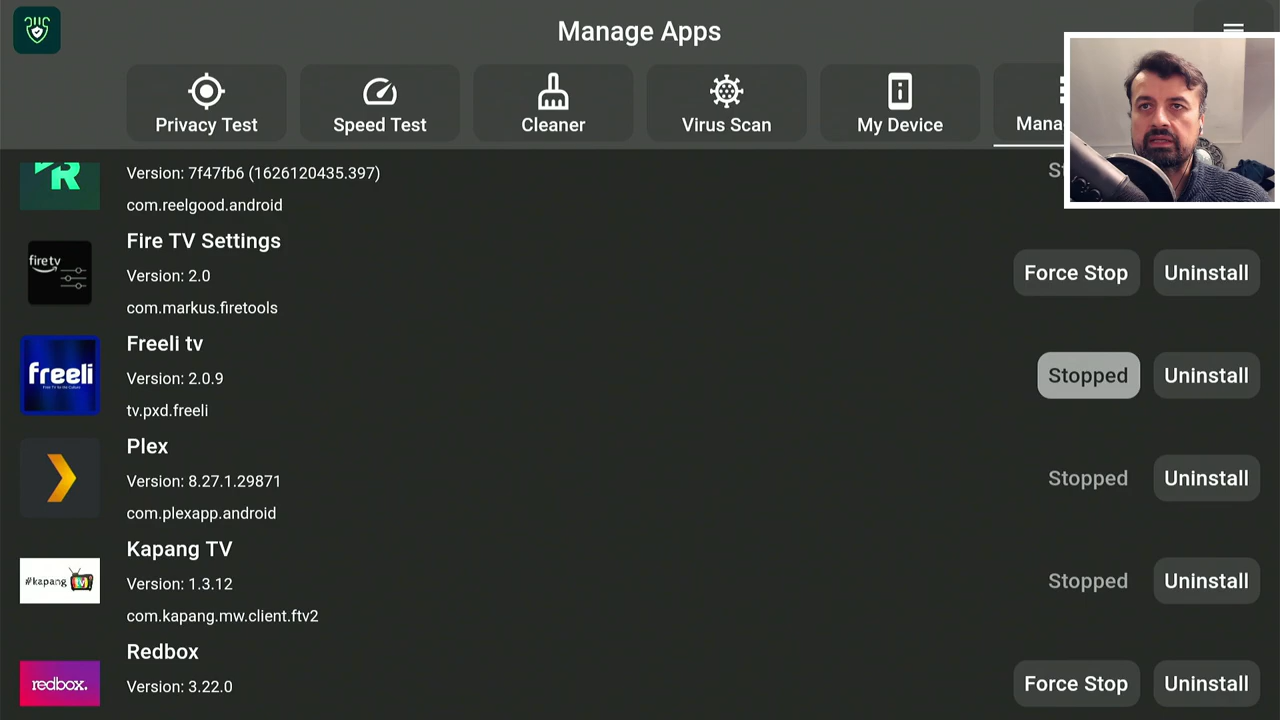 Manage Apps
Privacy Test
Speed Test
Cleaner
Virus Scan
My Device
Mana
Version: 7f47fb6 (1626120435.397)
St
com.reelgood.android
Fire TV Settings
fire tv
Version: 2.0
Force Stop
Uninstall
com.markus.firetools
Freeli tv
freeli
Version: 2.0.9
Stopped
Uninstall
tv.pxd.freeli
Plex
Version: 8.27.1.29871
Stopped
Uninstall
com.plexapp.android
Kapang TV
#kapang
Version: 1.3.12
Stopped
Uninstall
com.kapang.mw.client.ftv2
Redbox
redbox.
Version: 3.22.0
Force Stop
Uninstall